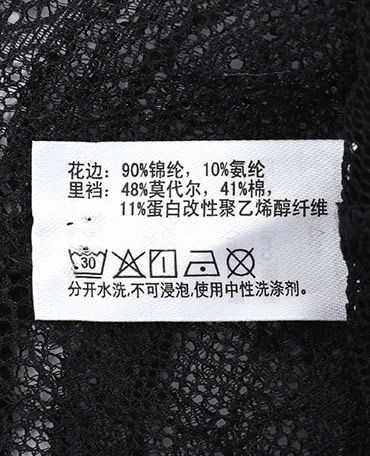 花边：90%锦纶，10%氨纶
里裆：48%莫代尔，41%棉，
11%蛋白改性聚乙烯醇纤维
30
分开水洗，不可浸泡，使用中性洗涤剂。